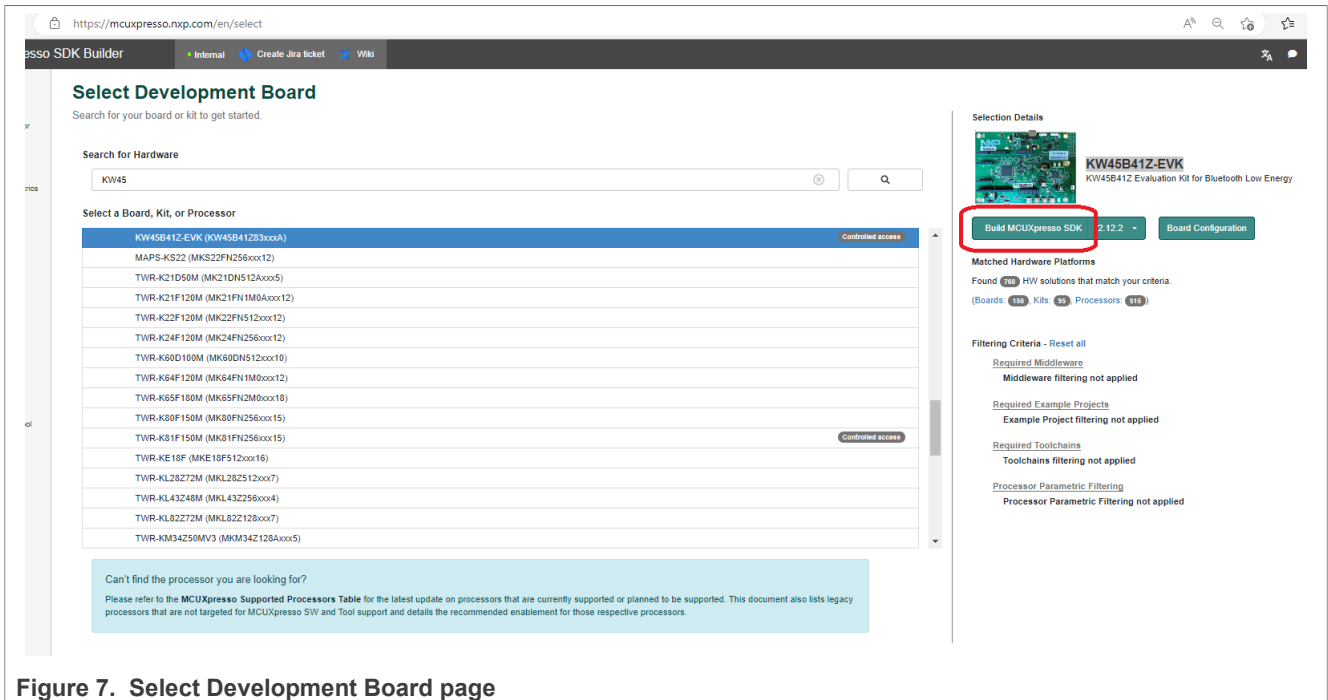 https://mcuxpresso.nxp.com/en/select
esso SDK Builder
Internal
Create Jira ticket
Wiki
Select Development Board
Search for your board or kit to get started.
Search for Hardware
KW45
Select a Board, Kit, or Processor
KW45B41Z-EVK (KW45B41Z83xxxA) Controlled access
MAPS-KS22 (MKS22FN256xxx12)
TWR-K21D50M (MK21DN512Axxx5)
TWR-K21F120M (MK21FN1M0Axxx12)
TWR-K22F120M (MK22FN512xxx12)
TWR-K24F120M (MK24FN256xxx12)
TWR-K60D100M (MK60DN512xxx10)
TWR-K64F120M (MK64FN1M0xxx12)
TWR-K65F180M (MK65FN2M0xxx18)
TWR-K80F150M (MK80FN256xxx15)
TWR-K81F150M (MK81FN256xxx15) Controlled access
TWR-KE18F (MKE18F512xxx16)
TWR-KL28Z72M (MKL28Z512xxx7)
TWR-KL43Z48M (MKL43Z256xxx4)
TWR-KL82Z72M (MKL82Z128xxx7)
TWR-KM34Z50MV3 (MKM34Z128Axxx5)
Can't find the processor you are looking for?
Please refer to the MCUXpresso Supported Processors Table for the latest update on processors that are currently supported or planned to be supported. This document also lists legacy
processors that are not targeted for MCUXpresso SW and Tool support and details the recommended enablement for those respective processors.
Selection Details
NXP
KW45B41Z-EVK
KW45B41Z Evaluation Kit for Bluetooth Low Energy
Build MCUXpresso SDK 2.12.2
Board Configuration
Matched Hardware Platforms
Found 760 HW solutions that match your criteria.
(Boards: 150, Kits: 95, Processors: 515)
Filtering Criteria - Reset all
Required Middleware
Middleware filtering not applied
Required Example Projects
Example Project filtering not applied
Required Toolchains
Toolchains filtering not applied
Processor Parametric Filtering
Processor Parametric Filtering not applied
Figure 7. Select Development Board page